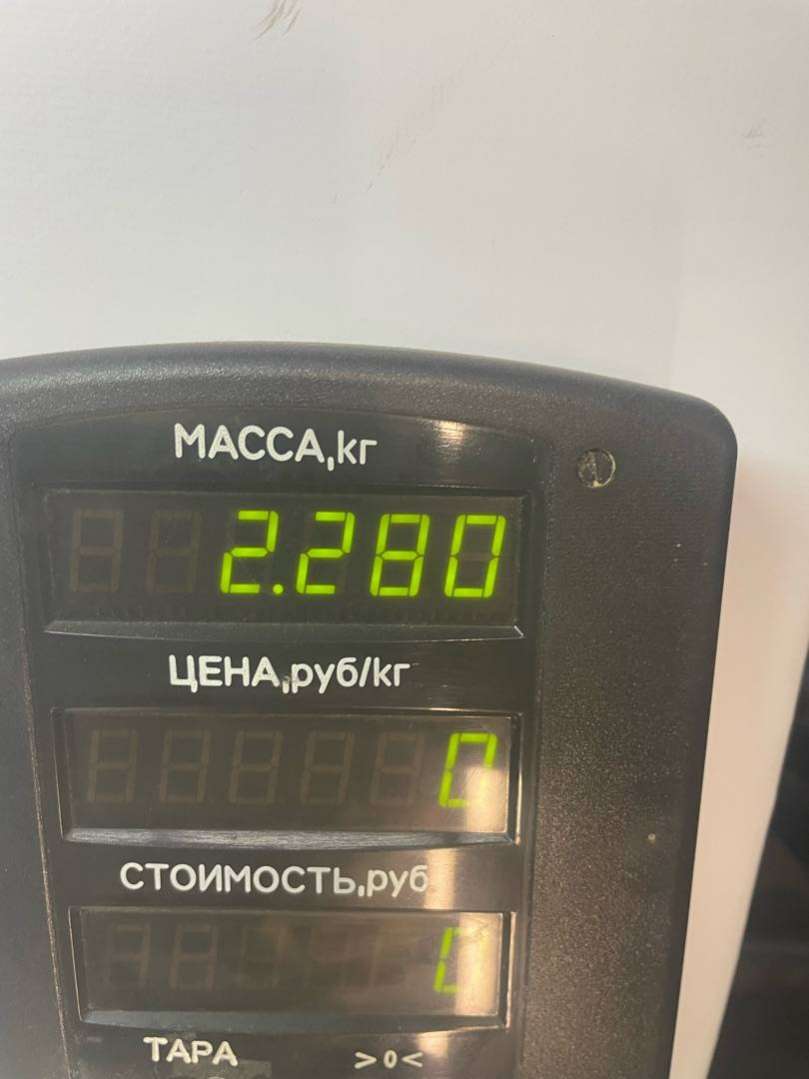 МАССА,кг
2.280
ЦЕНА,руб/кг
0
СТОИМОСТЬ,руб
0
ТАРА >0<